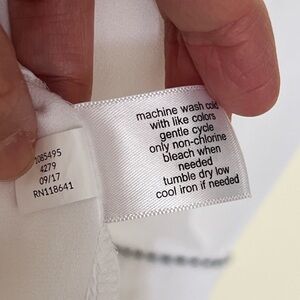 2085495
4279
09/17
RN118641
machine wash cold
with like colors
gentle cycle
only non-chlorine
bleach when
needed
tumble dry low
cool iron if needed